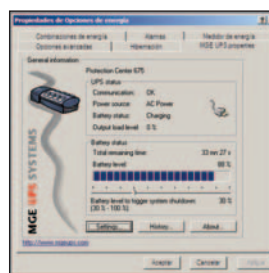 Propiedades de Opciones de energía
Combinaciones de energía
Alarmas
Medidor de energía
Opciones avanzadas
Hibernación
MGE UPS properties
General information:
Protection Center 675
UPS status
Communication: OK
Power source: AC Power
Battery status: Charging
Output load level: 0 %
Battery status
Total remaining time: 33 mn 27 s
Battery level: 88 %
Battery level to trigger system shutdown: 30 %
(30 % - 100 %)
Settings...
History...
About...
MGE UPS SYSTEMS
http://www.mgeups.com
Aceptar
Cancelar
Aplicar